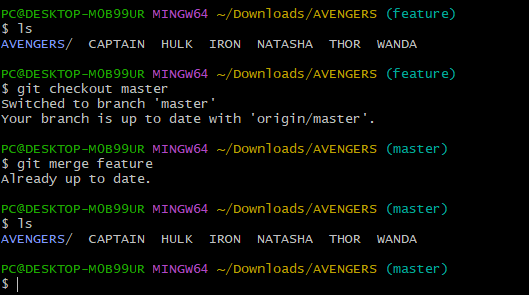 PC@DESKTOP-M0B99UR MINGW64 ~/Downloads/AVENGERS (feature)
$ ls
AVENGERS/  CAPTAIN  HULK  IRON  NATASHA  THOR  WANDA
PC@DESKTOP-M0B99UR MINGW64 ~/Downloads/AVENGERS (feature)
$ git checkout master
Switched to branch 'master'
Your branch is up to date with 'origin/master'.
PC@DESKTOP-M0B99UR MINGW64 ~/Downloads/AVENGERS (master)
$ git merge feature
Already up to date.
PC@DESKTOP-M0B99UR MINGW64 ~/Downloads/AVENGERS (master)
$ ls
AVENGERS/  CAPTAIN  HULK  IRON  NATASHA  THOR  WANDA
PC@DESKTOP-M0B99UR MINGW64 ~/Downloads/AVENGERS (master)
$